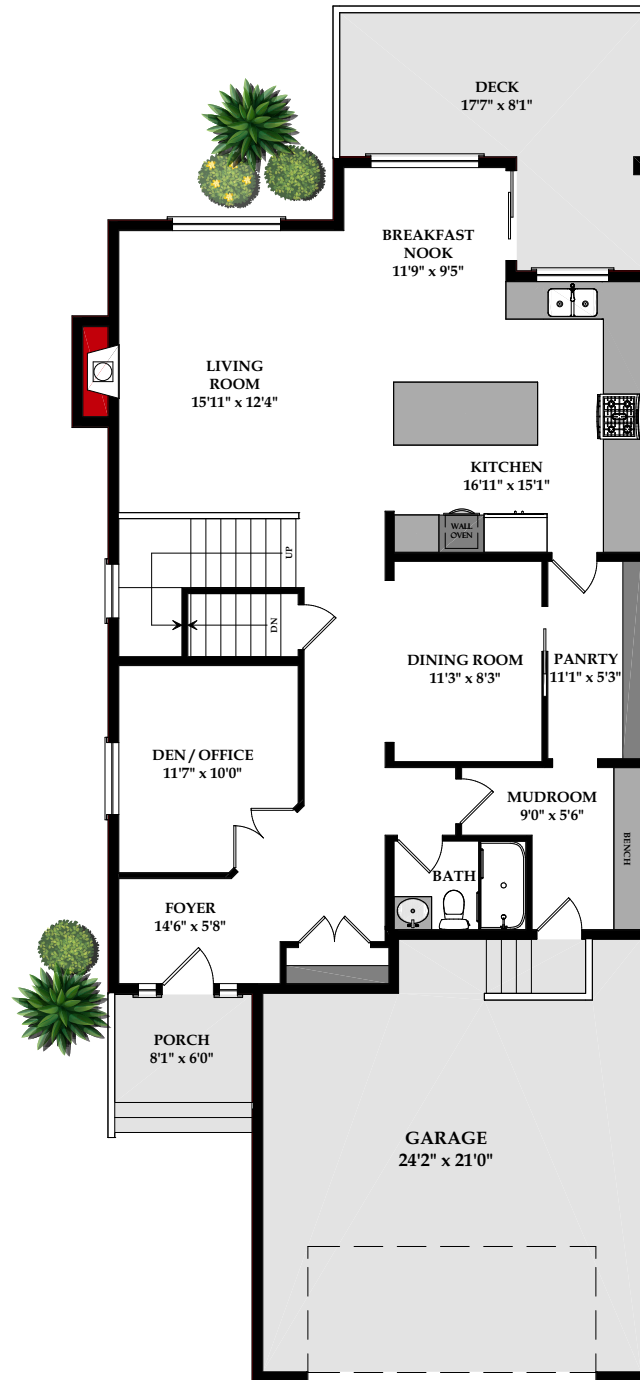 DECK
17'7" x 8'1"
BREAKFAST
NOOK
11'9" x 9'5"
LIVING
ROOM
15'11" x 12'4"
KITCHEN
16'11" x 15'1"
WALL
OVEN
UP
DN
DINING ROOM
11'3" x 8'3"
PANRTY
11'1" x 5'3"
DEN / OFFICE
11'7" x 10'0"
MUDROOM
9'0" x 5'6"
BENCH
BATH
FOYER
14'6" x 5'8"
PORCH
8'1" x 6'0"
GARAGE
24'2" x 21'0"